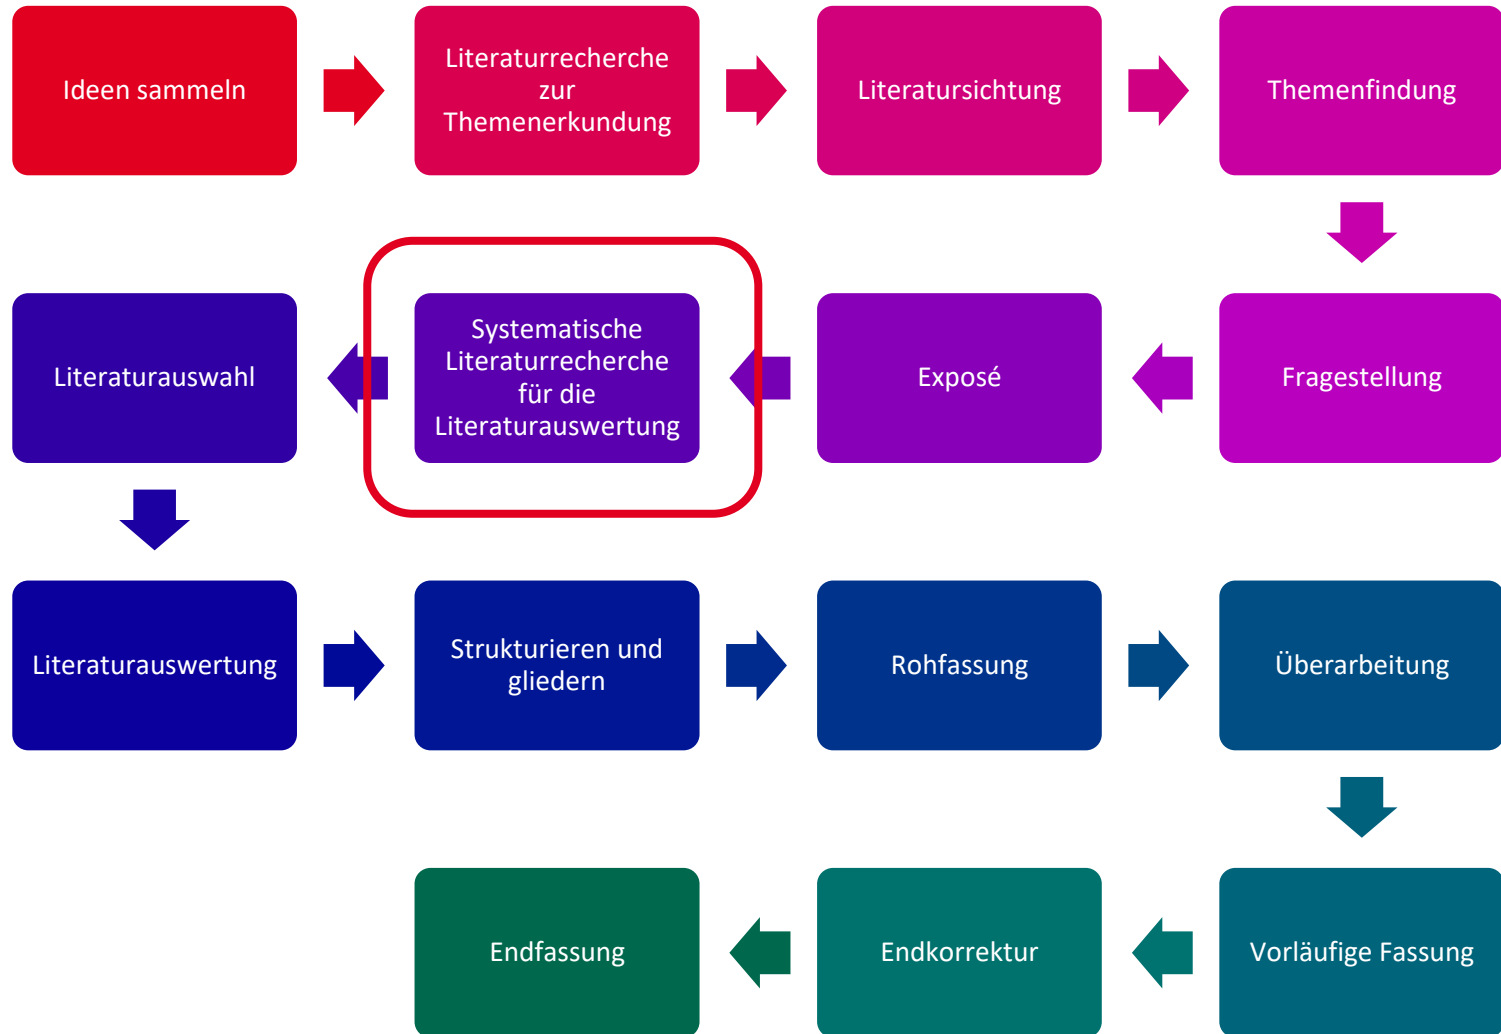 Ideen sammeln
Literaturrecherche
zur
Themenerkundung
Literatursichtung
Themenfindung
Fragestellung
Exposé
Systematische
Literaturrecherche
für die
Literaturauswertung
Literaturauswahl
Literaturauswertung
Strukturieren und
gliedern
Rohfassung
Überarbeitung
Vorläufige Fassung
Endkorrektur
Endfassung